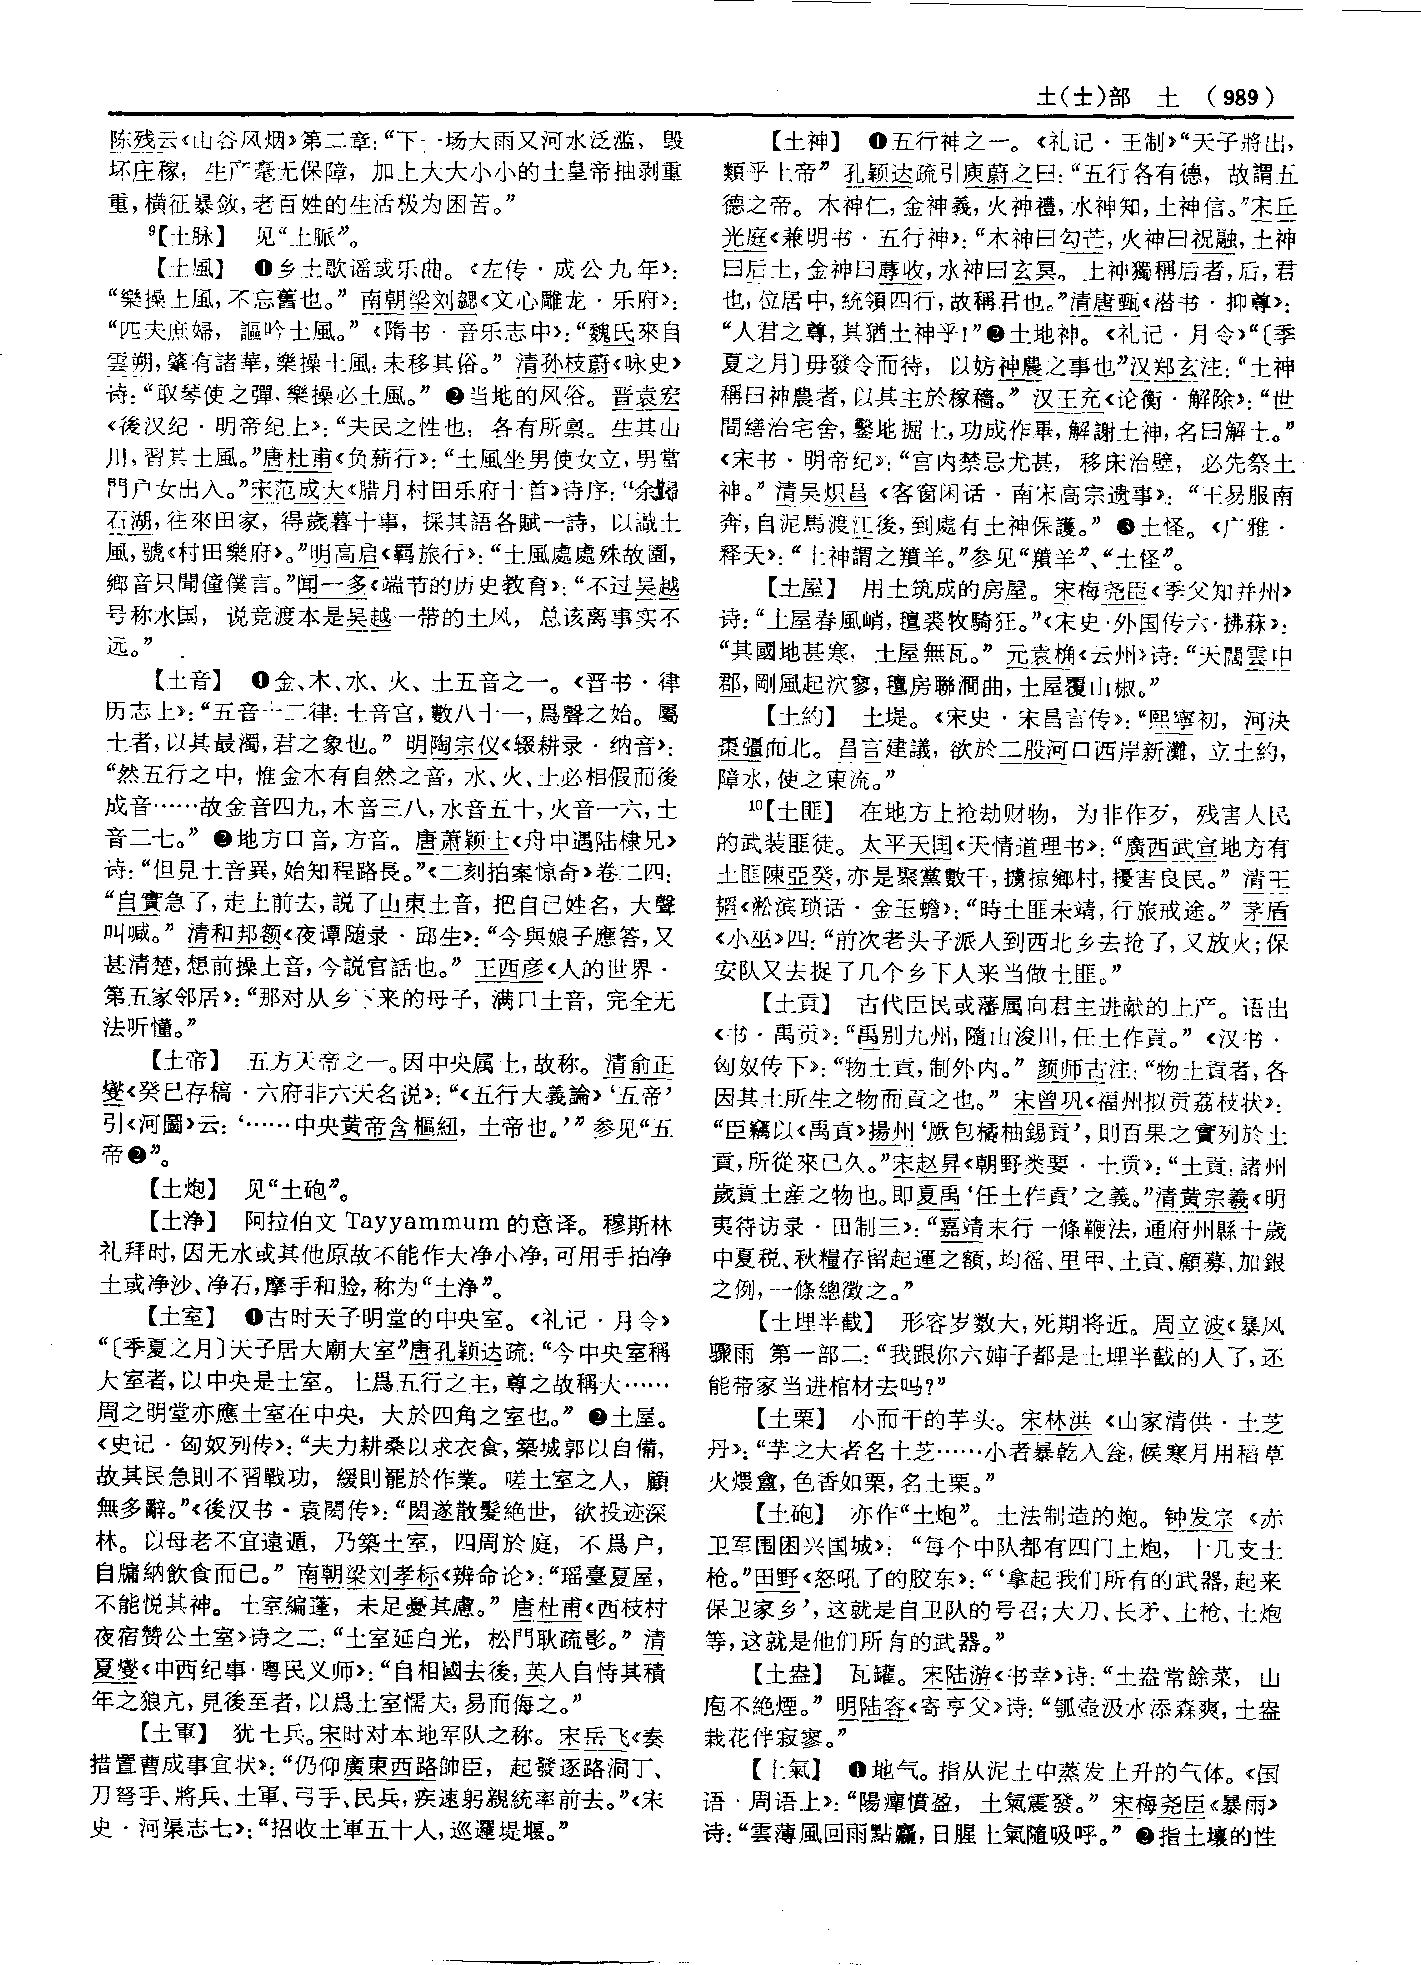 土(士)部　土　（989）
陈残云《山谷风烟》第二章：“下一场大雨又河水泛滥，毁
坏庄稼，生产毫无保障，加上大大小小的土皇帝抽剥重
重，横征暴敛，老百姓的生活极为困苦。”
⁹【土脉】　见“土脈”。
【土風】　❶乡土歌谣或乐曲。《左传·成公九年》：
“樂操土風，不忘舊也。”南朝梁刘勰《文心雕龙·乐府》：
“匹夫庶婦，謳吟土風。”《隋书·音乐志中》：“魏氏來自
雲朔，肇有諸華，樂操土風，未移其俗。”清孙枝蔚《咏史》
诗：“取琴使之彈，樂操必土風。”❷当地的风俗。晋袁宏
《後汉纪·明帝纪上》：“夫民之性也，各有所禀。生其山
川，習其土風。”唐杜甫《负薪行》：“土風坐男使女立，男當
門户女出入。”宋范成大《腊月村田乐府十首》诗序：“余歸
石湖，往來田家，得歲暮十事，採其語各賦一詩，以識土
風，號《村田樂府》。”明高启《羁旅行》：“土風處處殊故園，
鄉音只聞僮僕言。”闻一多《端节的历史教育》：“不过吴越
号称水国，说竞渡本是吴越一带的土风，总该离事实不
远。”
【土音】　❶金、木、水、火、土五音之一。《晋书·律
历志上》：“五音十二律：土音宫，數八十一，爲聲之始。屬
土者，以其最濁，君之象也。”明陶宗仪《辍耕录·纳音》：
“然五行之中，惟金木有自然之音，水、火、土必相假而後
成音……故金音四九，木音三八，水音五十，火音一六，土
音二七。”❷地方口音，方音。唐萧颖士《舟中遇陆棣兄》
诗：“但見土音異，始知程路長。”《二刻拍案惊奇》卷二四：
“自實急了，走上前去，説了山東土音，把自己姓名，大聲
叫喊。”清和邦额《夜谭随录·邱生》：“今與娘子應答，又
甚清楚，想前操土音，今説官話也。”王西彦《人的世界·
第五家邻居》：“那对从乡下来的母子，满口土音，完全无
法听懂。”
【土帝】　五方天帝之一。因中央属土，故称。清俞正
燮《癸巳存稿·六府非六天名说》：“《五行大義論》‘五帝’
引《河圖》云：‘……中央黄帝含樞紐，土帝也。’”参见“五
帝❷”。
【土炮】　见“土砲”。
【土净】　阿拉伯文 Tayyammum 的意译。穆斯林
礼拜时，因无水或其他原故不能作大净小净，可用手拍净
土或净沙、净石，摩手和脸，称为“土净”。
【土室】　❶古时天子明堂的中央室。《礼记·月令》
“〔季夏之月〕天子居大廟大室”唐孔颖达疏：“今中央室稱
大室者，以中央是土室。土爲五行之主，尊之故稱大……
周之明堂亦應土室在中央，大於四角之室也。”❷土屋。
《史记·匈奴列传》：“夫力耕桑以求衣食，築城郭以自備，
故其民急則不習戰功，緩則罷於作業。嗟土室之人，顧
無多辭。”《後汉书·袁闳传》：“閎遂散髮絶世，欲投迹深
林。以母老不宜遠遁，乃築土室，四周於庭，不爲户，
自牖納飲食而已。”南朝梁刘孝标《辨命论》：“瑶臺夏屋，
不能悦其神。土室編蓬，未足憂其慮。”唐杜甫《西枝村
夜宿赞公土室》诗之二：“土室延白光，松門耿疏影。”清
夏燮《中西纪事·粤民义师》：“自相國去後，英人自恃其積
年之狼亢，見後至者，以爲土室懦夫，易而侮之。”
【土軍】　犹士兵。宋时对本地军队之称。宋岳飞《奏
措置曹成事宜状》：“仍仰廣東西路帥臣，起發逐路洞丁、
刀弩手、將兵、土軍、弓手、民兵，疾速躬親統率前去。”《宋
史·河渠志七》：“招收土軍五十人，巡邏堤堰。”
【土神】　❶五行神之一。《礼记·王制》“天子將出，
類乎上帝”孔颖达疏引庾蔚之曰：“五行各有德，故謂五
德之帝。木神仁，金神義，火神禮，水神知，土神信。”宋丘
光庭《兼明书·五行神》：“木神曰勾芒，火神曰祝融，土神
曰后土，金神曰蓐收，水神曰玄冥。土神獨稱后者，后，君
也，位居中，統領四行，故稱君也。”清唐甄《潜书·抑尊》：
“人君之尊，其猶土神乎！”❷土地神。《礼记·月令》“〔季
夏之月〕毋發令而待，以妨神農之事也”汉郑玄注：“土神
稱曰神農者，以其主於稼穡。”汉王充《论衡·解除》：“世
間繕治宅舍，鑿地掘土，功成作畢，解謝土神，名曰解土。”
《宋书·明帝纪》：“宫内禁忌尤甚，移床治壁，必先祭土
神。”清吴炽昌《客窗闲话·南宋高宗遗事》：“王易服南
奔，自泥馬渡江後，到處有土神保護。”❸土怪。《广雅·
释天》：“土神謂之羵羊。”参见“羵羊”、“土怪”。
【土屋】　用土筑成的房屋。宋梅尧臣《季父知并州》
诗：“土屋春風峭，氊裘牧騎狂。”《宋史·外国传六·拂菻》：
“其國地甚寒，土屋無瓦。”元袁桷《云州》诗：“天闊雲中
郡，剛風起泬寥，氊房聯澗曲，土屋覆山椒。”
【土約】　土堤。《宋史·宋昌言传》：“熙寧初，河決
棗彊而北。昌言建議，欲於二股河口西岸新灘，立土約，
障水，使之東流。”
¹⁰【土匪】　在地方上抢劫财物，为非作歹，残害人民
的武装匪徒。太平天囯《天情道理书》：“廣西武宣地方有
土匪陳亞癸，亦是聚黨數千，擄掠鄉村，擾害良民。”清王
韬《淞滨琐话·金玉蟾》：“時土匪未靖，行旅戒途。”茅盾
《小巫》四：“前次老头子派人到西北乡去抢了，又放火；保
安队又去捉了几个乡下人来当做土匪。”
【土貢】　古代臣民或藩属向君主进献的土产。语出
《书·禹贡》：“禹别九州，隨山浚川，任土作貢。”《汉书·
匈奴传下》：“物土貢，制外内。”颜师古注：“物土貢者，各
因其土所生之物而貢之也。”宋曾巩《福州拟贡荔枝状》：
“臣竊以《禹貢》揚州‘厥包橘柚錫貢’，則百果之實列於土
貢，所從來已久。”宋赵昇《朝野类要·土贡》：“土貢：諸州
歲貢土産之物也。即夏禹‘任土作貢’之義。”清黄宗羲《明
夷待访录·田制三》：“嘉靖末行一條鞭法，通府州縣十歲
中夏税、秋糧存留起運之額，均徭、里甲、土貢、顧募、加銀
之例，一條總徵之。”
【土埋半截】　形容岁数大，死期将近。周立波《暴风
骤雨 第一部二：“我跟你六婶子都是土埋半截的人了，还
能带家当进棺材去吗？”
【土栗】　小而干的芋头。宋林洪《山家清供·土芝
丹》：“芋之大者名土芝……小者暴乾入瓮，候寒月用稻草
火煨盦，色香如栗，名土栗。”
【土砲】　亦作“土炮”。土法制造的炮。钟发宗《赤
卫军围困兴国城》：“每个中队都有四门土炮，十几支土
枪。”田野《怒吼了的胶东》：“‘拿起我们所有的武器，起来
保卫家乡’，这就是自卫队的号召；大刀、长矛、土枪、土炮
等，这就是他们所有的武器。”
【土盎】　瓦罐。宋陆游《书幸》诗：“土盎常餘菜，山
庖不絶煙。”明陆容《寄亨父》诗：“瓠壺汲水添森爽，土盎
栽花伴寂寥。”
【土氣】　❶地气。指从泥土中蒸发上升的气体。《国
语·周语上》：“陽癉憤盈，土氣震發。”宋梅尧臣《暴雨》
诗：“雲薄風回雨點麤，日腥土氣隨吸呼。”❷指土壤的性